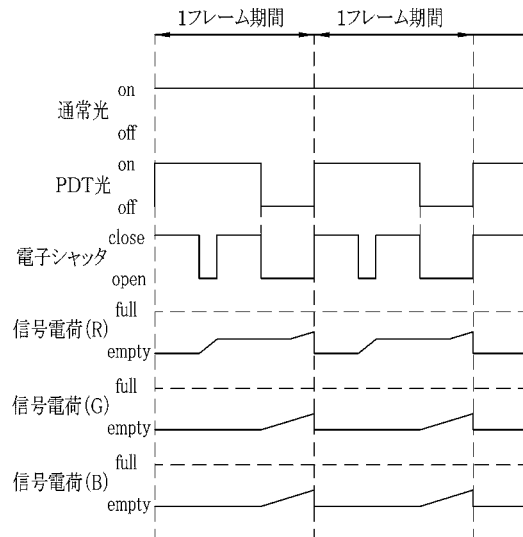 1フレーム期間 1フレーム期間
on
通常光
off
on
PDT光
off
close
電子シャッタ
open
full
信号電荷(R)
empty
full
信号電荷(G)
empty
full
信号電荷(B)
empty